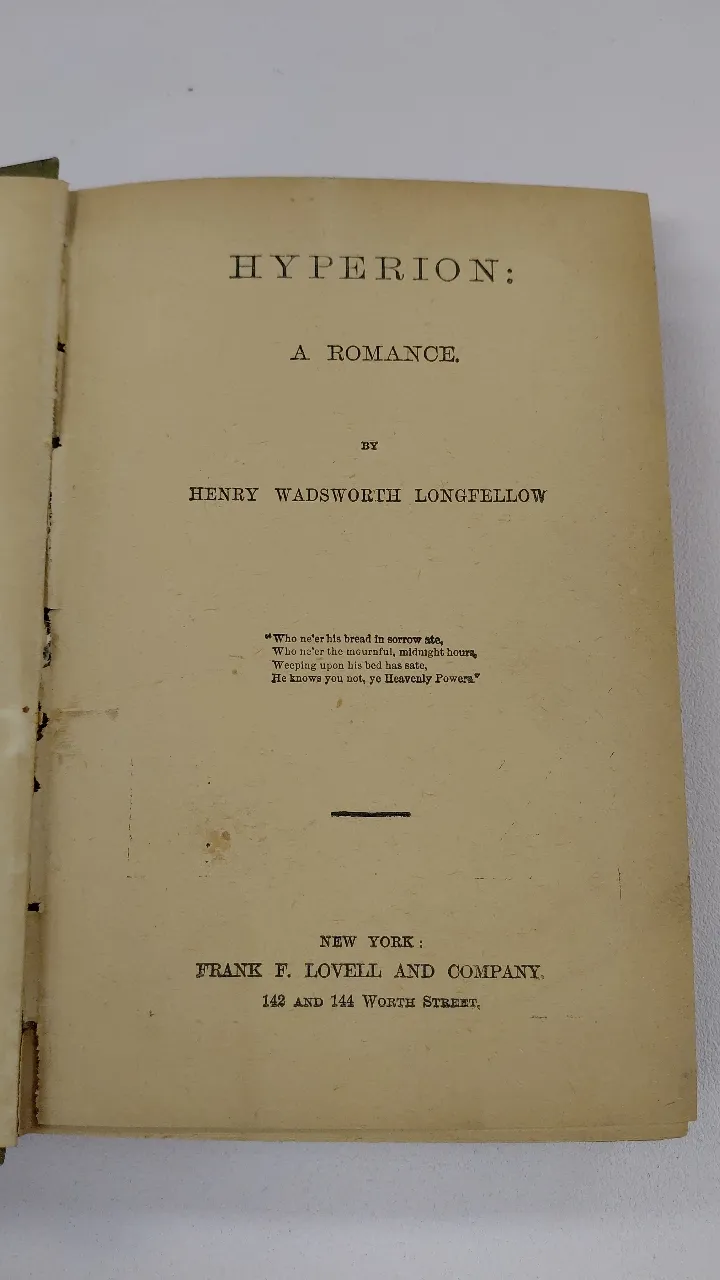 HYPERION:
A ROMANCE.
BY
HENRY WADSWORTH LONGFELLOW
"Who ne'er his bread in sorrow ate,
Who ne'er the mournful, midnight hours,
Weeping upon his bed has sate,
He knows you not, ye Heavenly Powers."
NEW YORK:
FRANK F. LOVELL AND COMPANY,
142 AND 144 WORTH STREET.